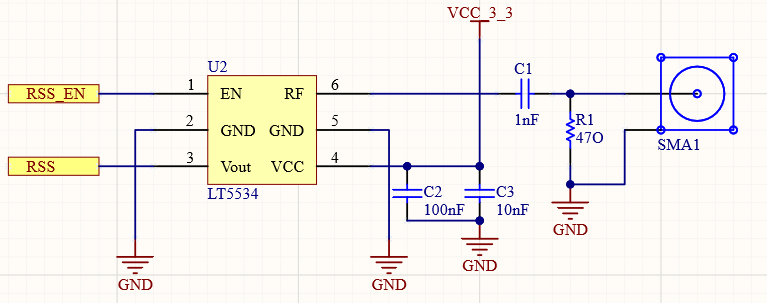 VCC_3_3
U2
C1
RSS_EN
1
EN
RF
6
1nF
R1
47O
2
GND
GND
5
SMA1
RSS
3
Vout
VCC
4
LT5534
C2
100nF
C3
10nF
GND
GND
GND
GND